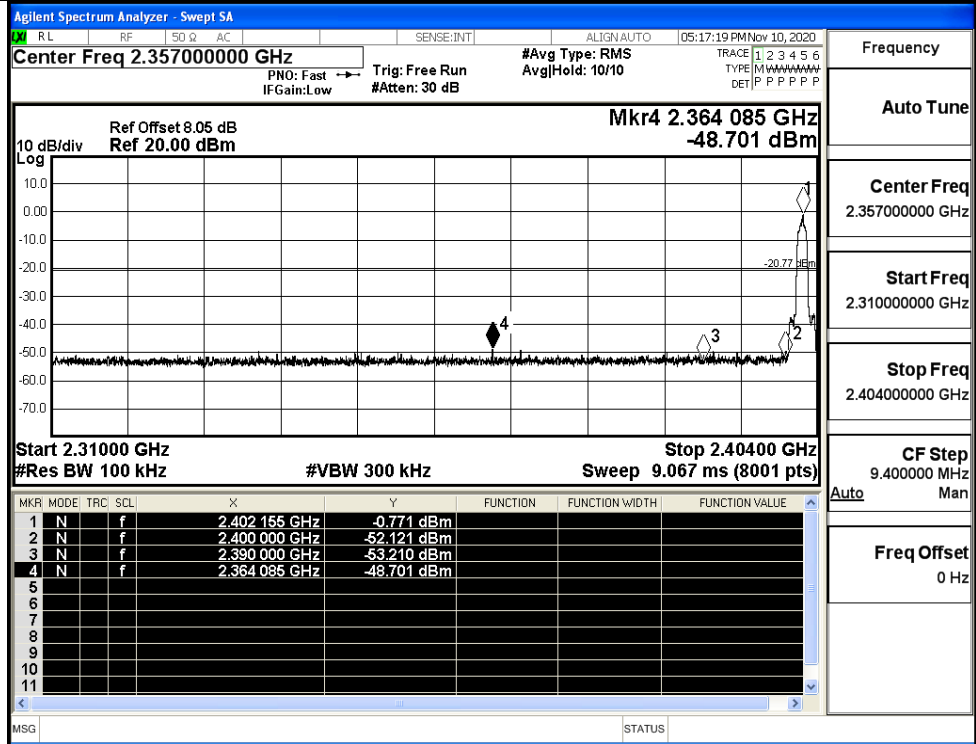 Agilent Spectrum Analyzer - Swept SA
LXI RL RF 50 Ω AC SENSE:INT ALIGNAUTO 05:17:19 PM Nov 10, 2020
Center Freq 2.357000000 GHz
PNO: Fast
IFGain:Low
Trig: Free Run
#Atten: 30 dB
#Avg Type: RMS
Avg|Hold: 10/10
TRACE 1 2 3 4 5 6
TYPE M WWWWW
DET P P P P P P
Ref Offset 8.05 dB
Ref 20.00 dBm
10 dB/div
Log
Mkr4 2.364 085 GHz
-48.701 dBm
10.0
0.00
-10.0
-20.0
-30.0
-40.0
-50.0
-60.0
-70.0
1
-20.77 dBm
4
3
2
Start 2.31000 GHz
Stop 2.40400 GHz
#Res BW 100 kHz
#VBW 300 kHz
Sweep 9.067 ms (8001 pts)
MKR MODE TRC SCL X Y FUNCTION FUNCTION WIDTH FUNCTION VALUE
1 N f 2.402 155 GHz -0.771 dBm
2 N f 2.400 000 GHz -52.121 dBm
3 N f 2.390 000 GHz -53.210 dBm
4 N f 2.364 085 GHz -48.701 dBm
5
6
7
8
9
10
11
MSG
STATUS
Frequency
Auto Tune
Center Freq
2.357000000 GHz
Start Freq
2.310000000 GHz
Stop Freq
2.404000000 GHz
CF Step
9.400000 MHz
Auto Man
Freq Offset
0 Hz